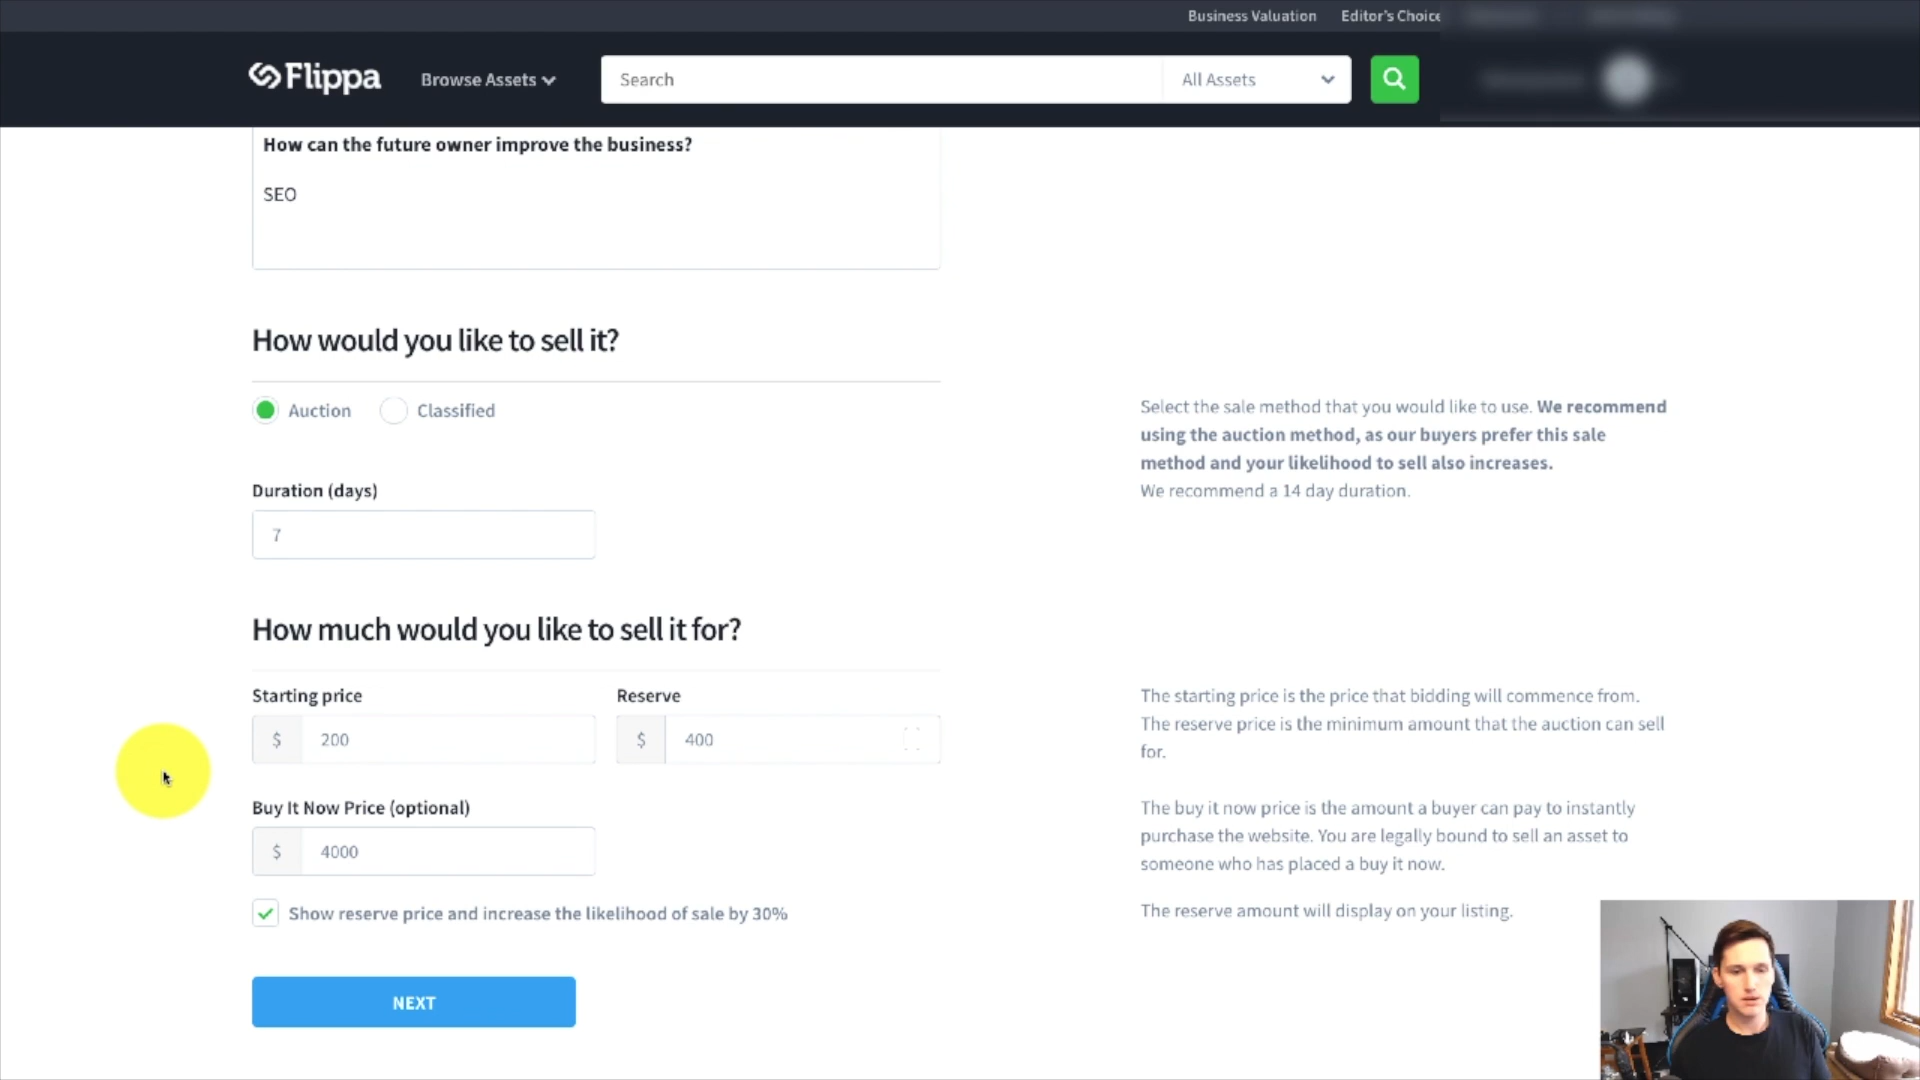 Business Valuation Editor's Choice
Flippa Browse Assets Search All Assets
How can the future owner improve the business?
SEO
How would you like to sell it?
Auction Classified
Select the sale method that you would like to use. We recommend
using the auction method, as our buyers prefer this sale
method and your likelihood to sell also increases.
We recommend a 14 day duration.
Duration (days)
7
How much would you like to sell it for?
Starting price Reserve
$ 200 $ 400
The starting price is the price that bidding will commence from.
The reserve price is the minimum amount that the auction can sell
for.
Buy It Now Price (optional)
$ 4000
The buy it now price is the amount a buyer can pay to instantly
purchase the website. You are legally bound to sell an asset to
someone who has placed a buy it now.
Show reserve price and increase the likelihood of sale by 30%
The reserve amount will display on your listing.
NEXT